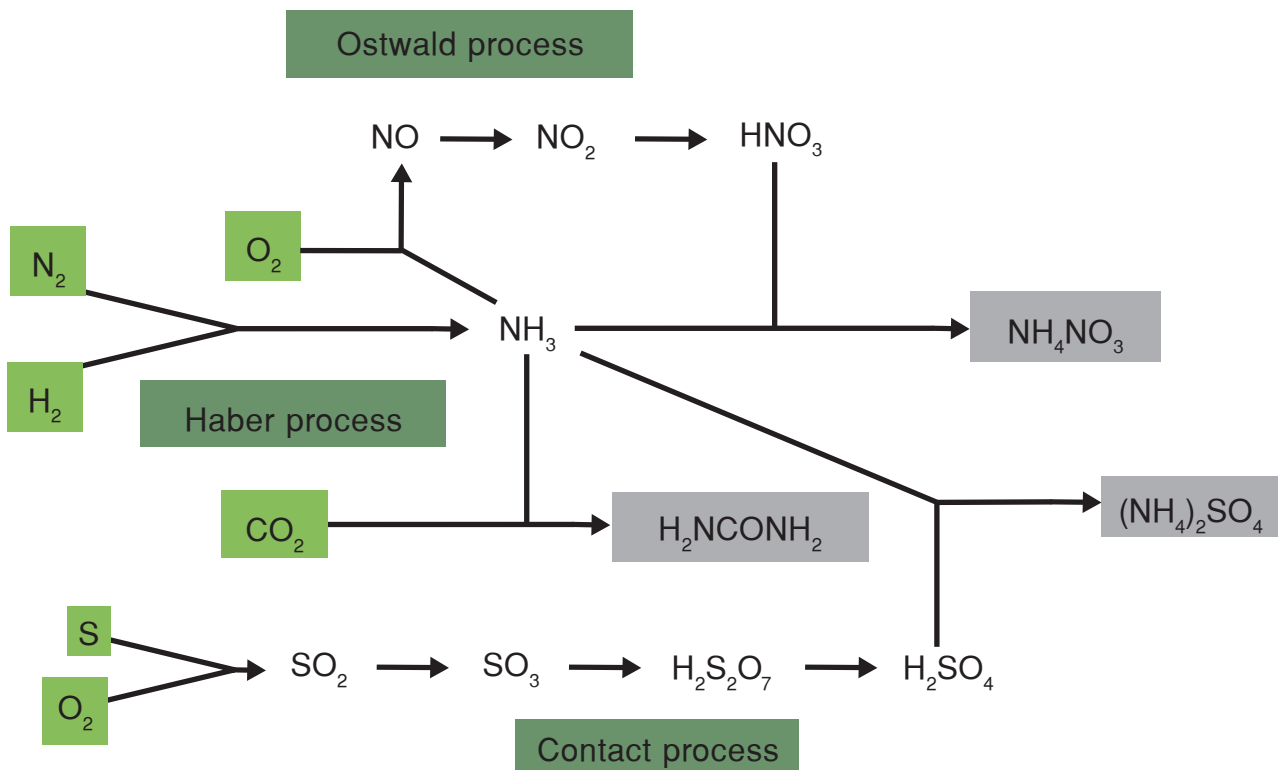 Ostwald process
NO
NO₂
HNO₃
O₂
N₂
NH₃
NH₄NO₃
H₂
Haber process
CO₂
H₂NCONH₂
(NH₄)₂SO₄
S
SO₂
SO₃
H₂S₂O₇
H₂SO₄
O₂
Contact process